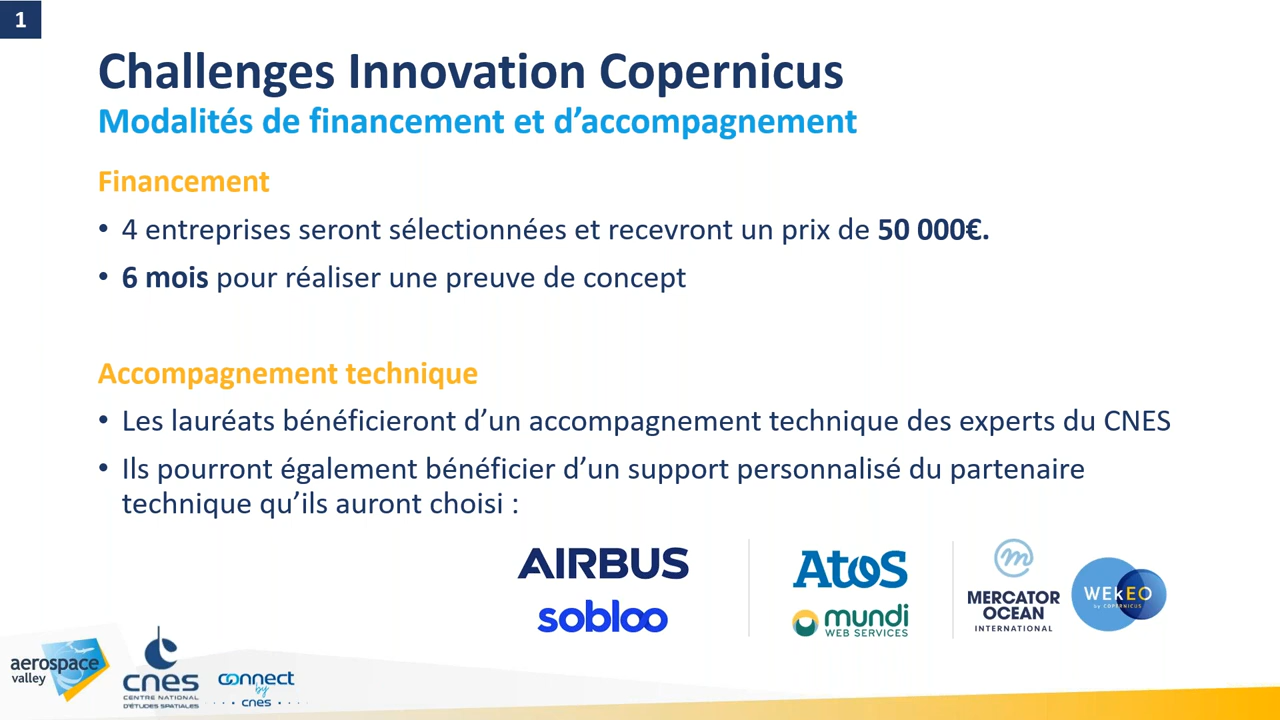 1
Challenges Innovation Copernicus
Modalités de financement et d’accompagnement
Financement
• 4 entreprises seront sélectionnées et recevront un prix de 50 000€.
• 6 mois pour réaliser une preuve de concept
Accompagnement technique
• Les lauréats bénéficieront d’un accompagnement technique des experts du CNES
• Ils pourront également bénéficier d’un support personnalisé du partenaire
technique qu’ils auront choisi :
AIRBUS
sobloo
Atos
mundi
WEB SERVICES
MERCATOR
OCEAN
INTERNATIONAL
WEkEO
by COPERNICUS
aerospace
valley
cnes
CENTRE NATIONAL
D'ÉTUDES SPATIALES
connect
by
cnes